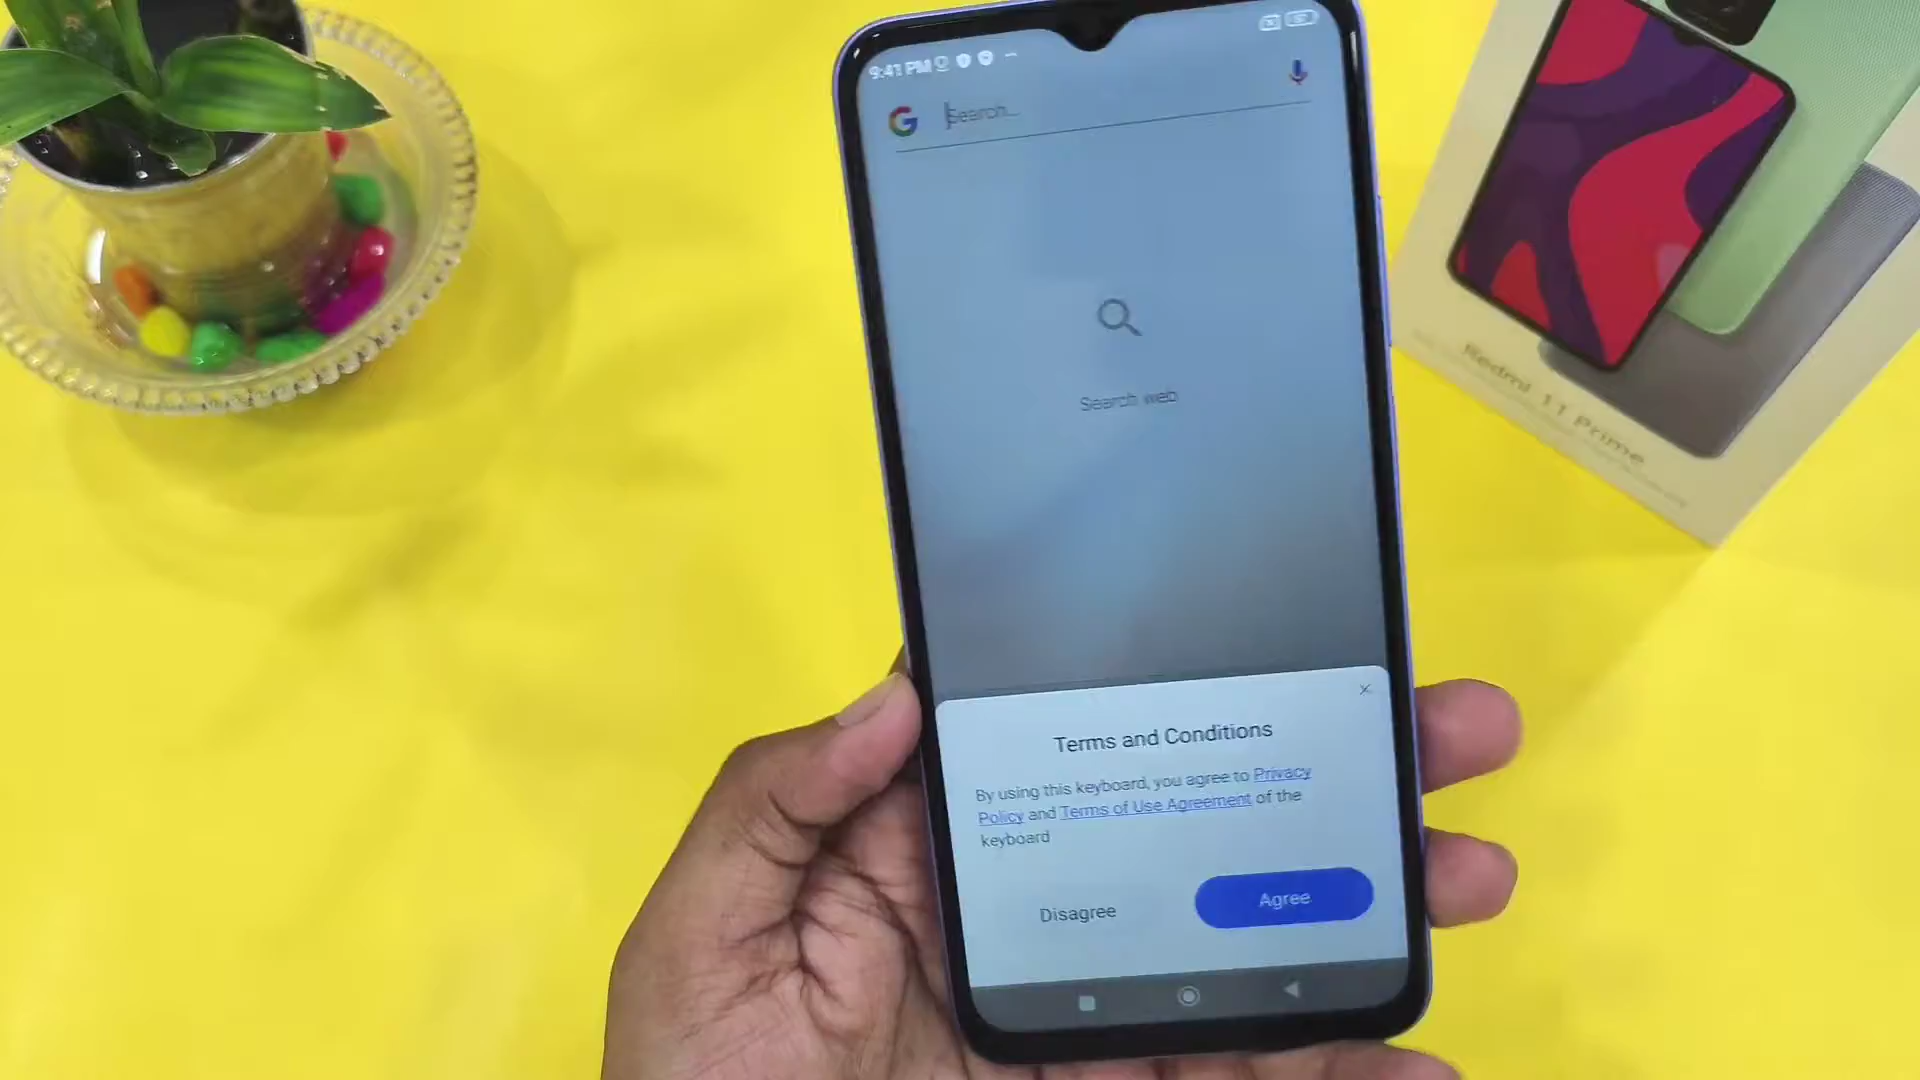 9:41 PM
Search...
Search web
Terms and Conditions
By using this keyboard, you agree to Privacy
Policy and Terms of Use Agreement of the
keyboard
Disagree
Agree
Redmi 11 Prime